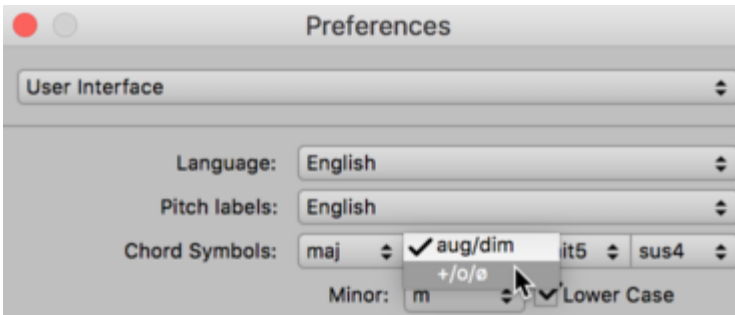 Preferences
User Interface
Language: English
Pitch labels: English
Chord Symbols: maj aug/dim sus4
+/o/ø
Minor: m Lower Case